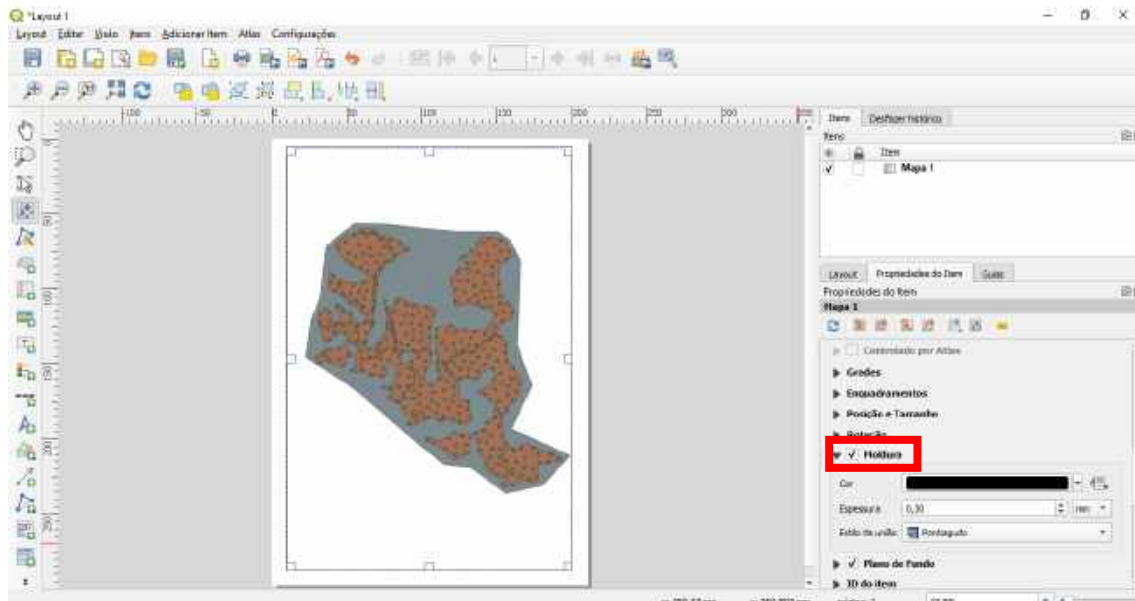 *Layout 1
Layout Editar Visão Itens Adicionar Item Atlas Configurações
Itens Desfazer histórico
Itens
Item
Mapa 1
Layout Propriedades do Item Guias
Propriedades do Item
Mapa 1
Controlado por Atlas
Grades
Enquadramentos
Posição e Tamanho
Rotação
Moldura
Cor
Espessura 0,30 mm
Estilo da união Pontiagudo
Plano de Fundo
ID do item